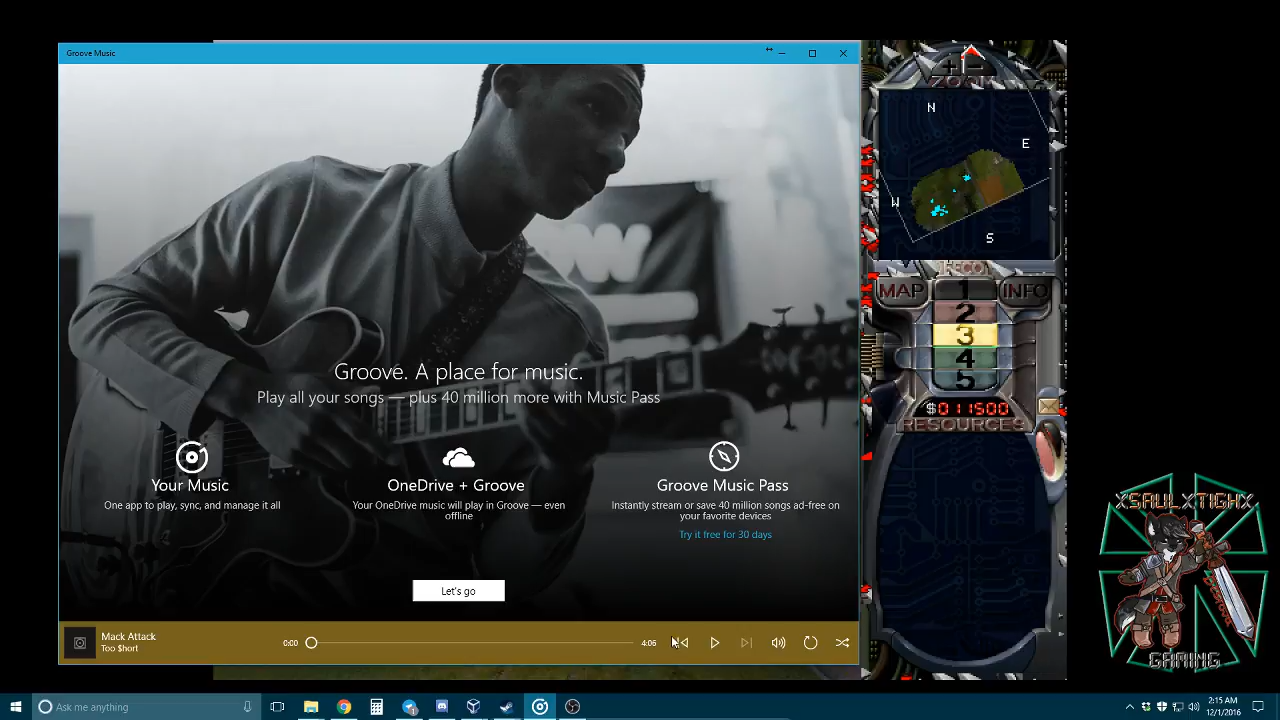 Groove Music
Groove. A place for music.
Play all your songs — plus 40 million more with Music Pass
Your Music
One app to play, sync, and manage it all
OneDrive + Groove
Your OneDrive music will play in Groove — even
offline
Groove Music Pass
Instantly stream or save 40 million songs ad-free on
your favorite devices
Try it free for 30 days
Let's go
Mack Attack
Too $hort
0:00
4:06
ZOOM
N
E
W
S
MAP
INFO
1
2
3
4
5
$011500
RESOURCES
XSAULXTIGHX
GAMING
Ask me anything
1
2:15 AM
12/1/2016